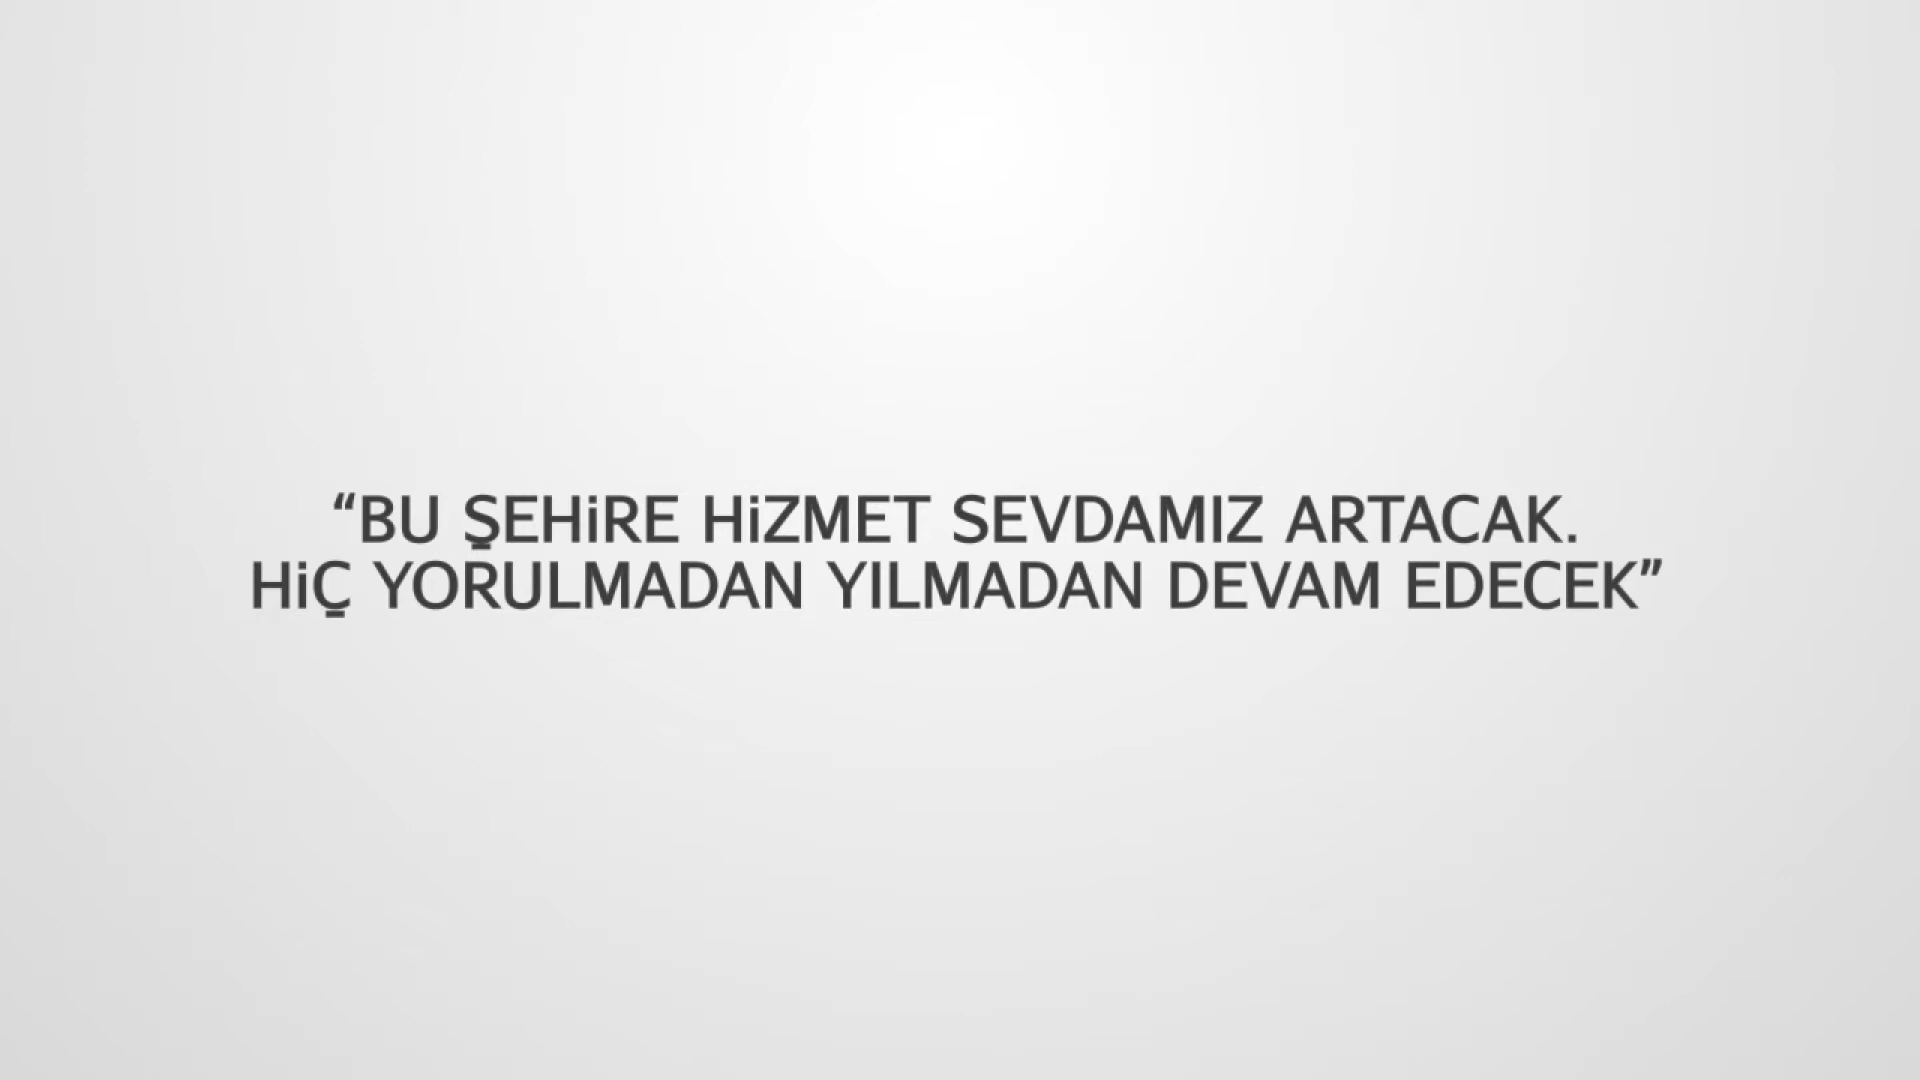 “BU ŞEHiRE HiZMET SEVDAMIZ ARTACAK.
HiÇ YORULMADAN YILMADAN DEVAM EDECEK”